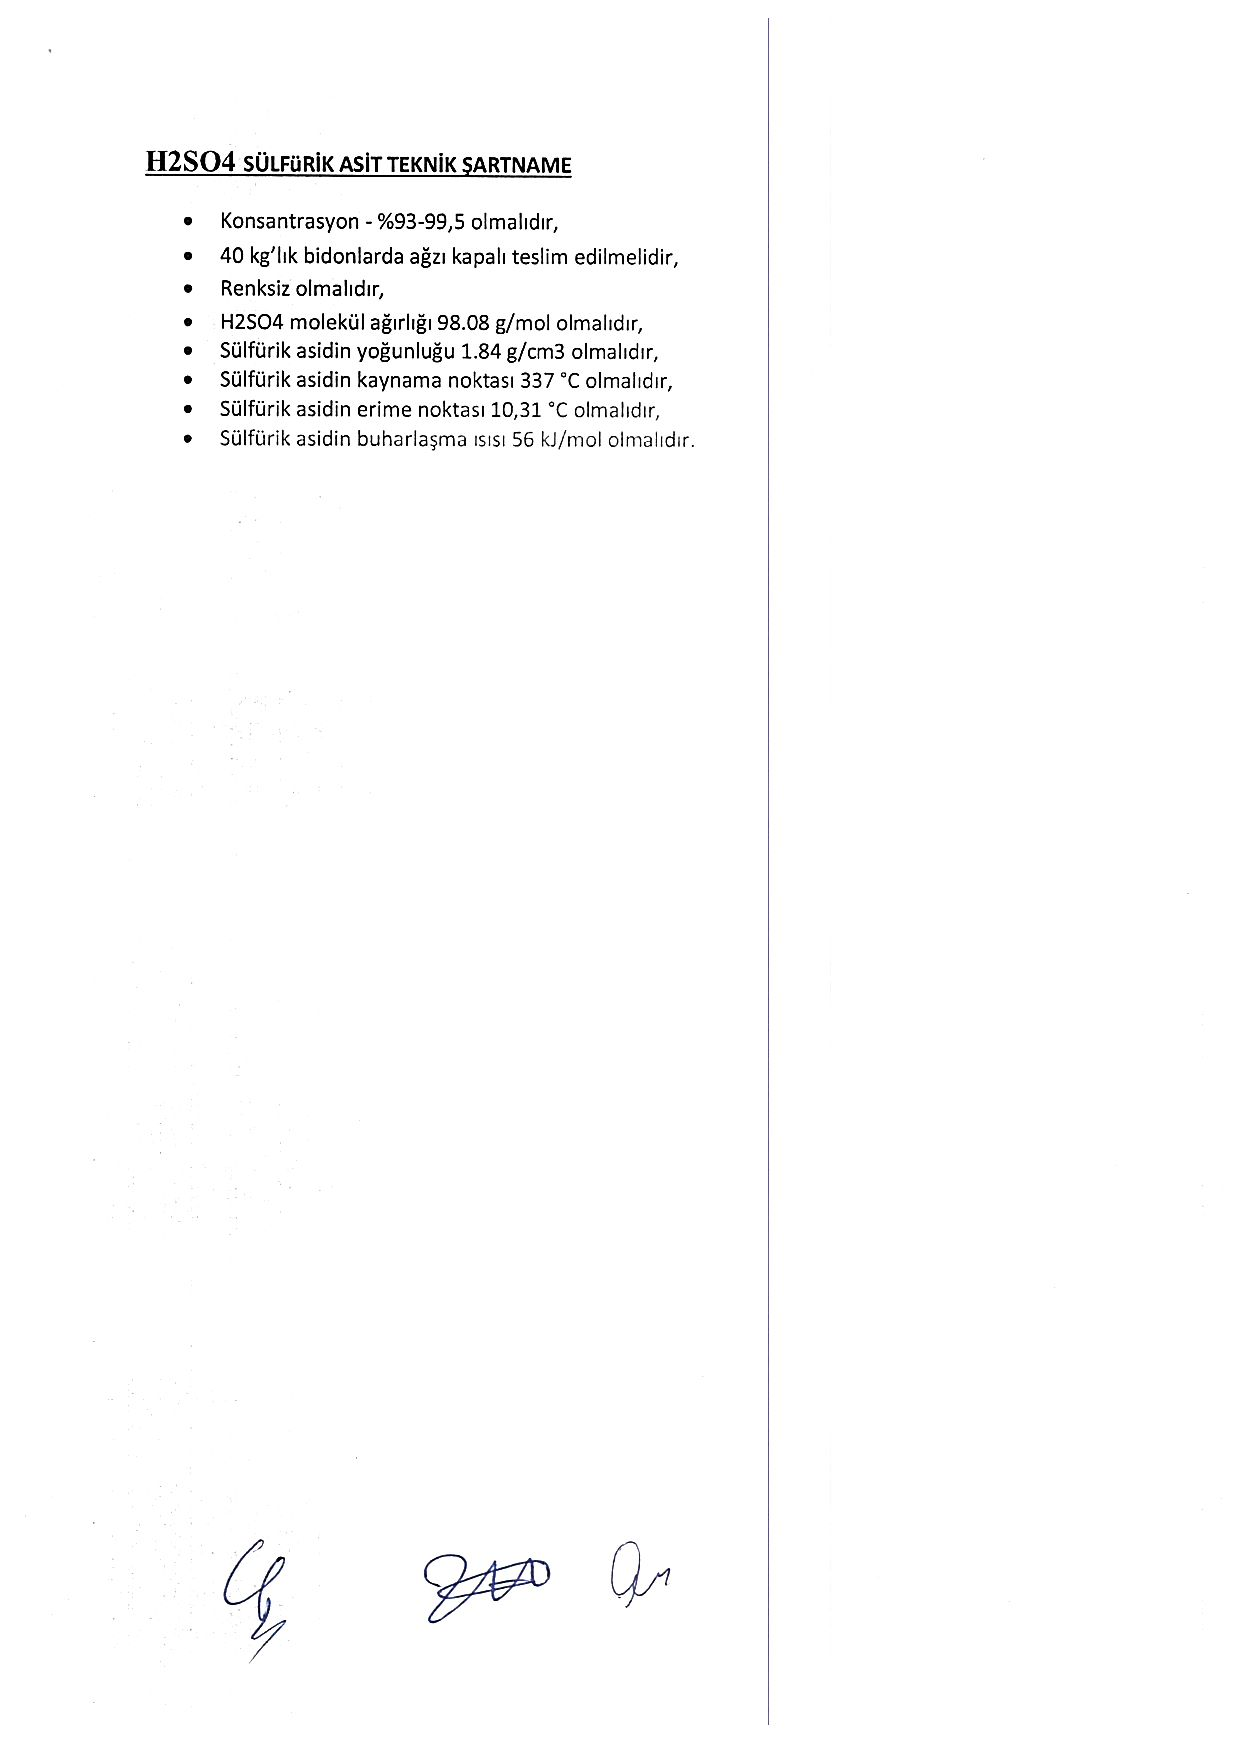 H2SO4 SÜLFÜRİK ASİT TEKNİK ŞARTNAME
• Konsantrasyon - %93-99,5 olmalıdır,
• 40 kg'lık bidonlarda ağzı kapalı teslim edilmelidir,
• Renksiz olmalıdır,
• H2SO4 molekül ağırlığı 98.08 g/mol olmalıdır,
• Sülfürik asidin yoğunluğu 1.84 g/cm3 olmalıdır,
• Sülfürik asidin kaynama noktası 337 °C olmalıdır,
• Sülfürik asidin erime noktası 10,31 °C olmalıdır,
• Sülfürik asidin buharlaşma ısısı 56 kJ/mol olmalıdır.